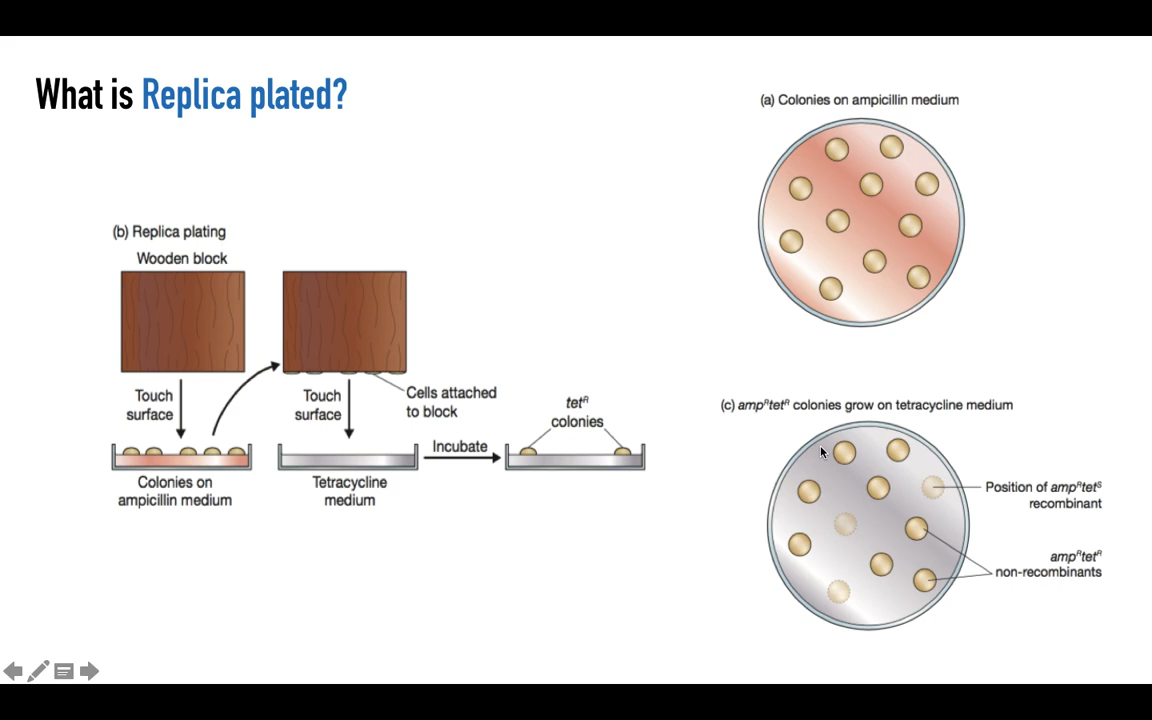 What is Replica plated?
(a) Colonies on ampicillin medium
(b) Replica plating
Wooden block
Touch
surface
Touch
surface
Cells attached
to block
tetᴿ
colonies
Incubate
Colonies on
ampicillin medium
Tetracycline
medium
(c) ampᴿtetᴿ colonies grow on tetracycline medium
Position of ampᴿtetˢ
recombinant
ampᴿtetᴿ
non-recombinants